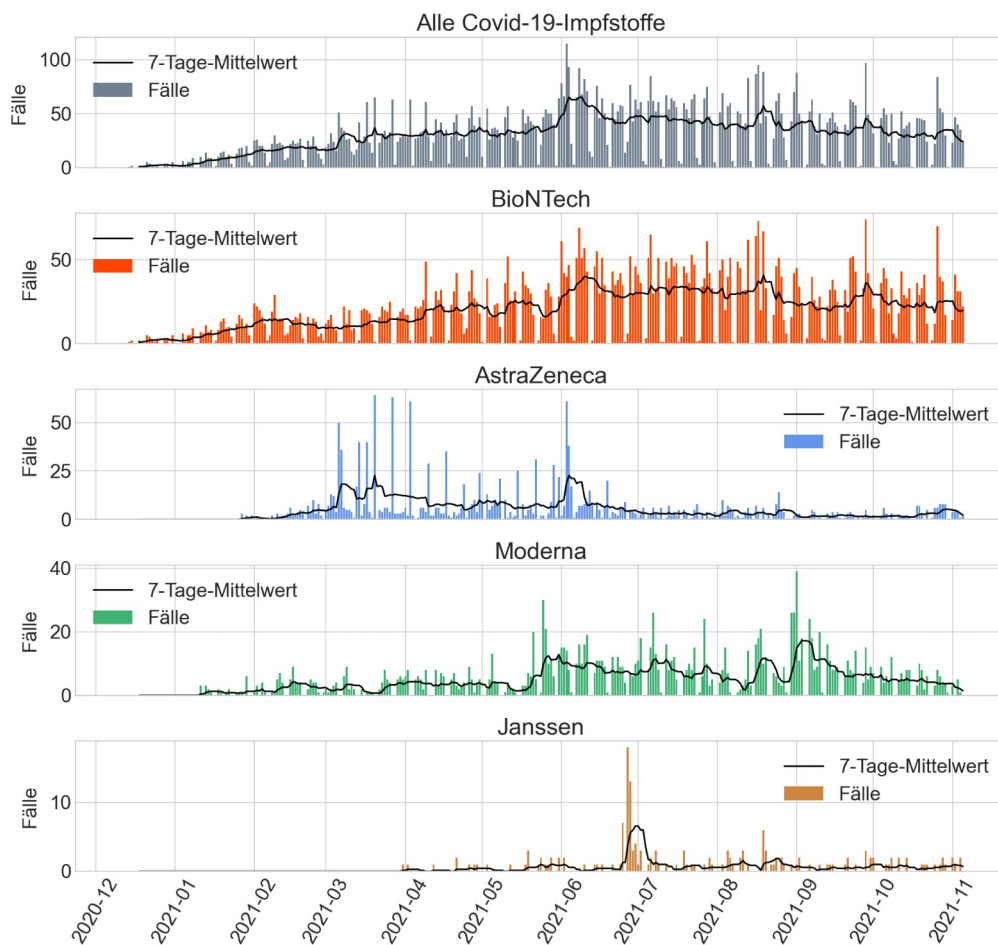 Alle Covid-19-Impfstoffe
Fälle
100
50
0
7-Tage-Mittelwert
Fälle
BioNTech
Fälle
50
0
7-Tage-Mittelwert
Fälle
AstraZeneca
Fälle
50
25
0
7-Tage-Mittelwert
Fälle
Moderna
Fälle
40
20
0
7-Tage-Mittelwert
Fälle
Janssen
Fälle
10
0
7-Tage-Mittelwert
Fälle
2020-12
2021-01
2021-02
2021-03
2021-04
2021-05
2021-06
2021-07
2021-08
2021-09
2021-10
2021-11